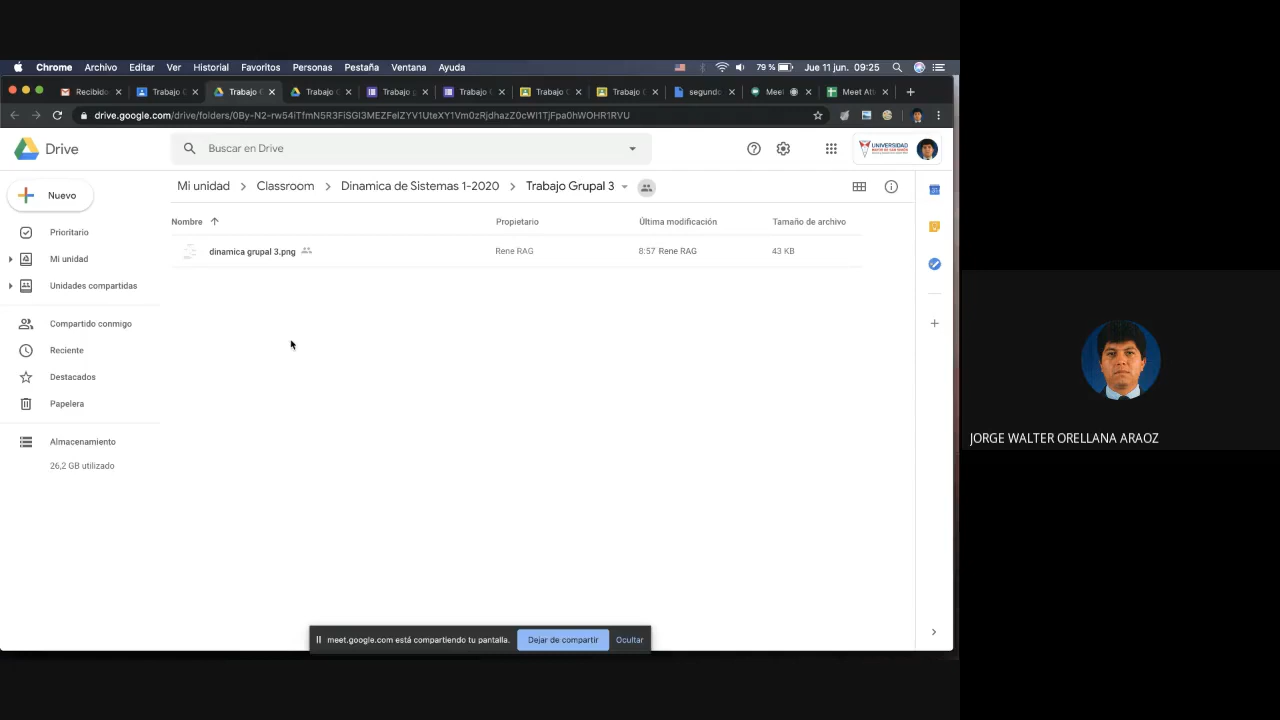 Chrome Archivo Editar Ver Historial Favoritos Personas Pestaña Ventana Ayuda 79 % Jue 11 jun. 09:25
Recibido Trabajo G Trabajo G Trabajo G Trabajo g Trabajo Trabajo Trabajo segundo Meet Meet Att
drive.google.com/drive/folders/
Drive
Buscar en Drive
UNIVERSIDAD
Nuevo
Mi unidad > Classroom > Dinamica de Sistemas 1-2020 > Trabajo Grupal 3
Nombre Propietario Última modificación Tamaño de archivo
dinamica grupal 3.png Rene RAG 8:57 Rene RAG 43 KB
Prioritario
Mi unidad
Unidades compartidas
Compartido conmigo
Reciente
Destacados
Papelera
Almacenamiento
26,2 GB utilizado
JORGE WALTER ORELLANA ARAOZ
meet.google.com está compartiendo tu pantalla. Dejar de compartir Ocultar